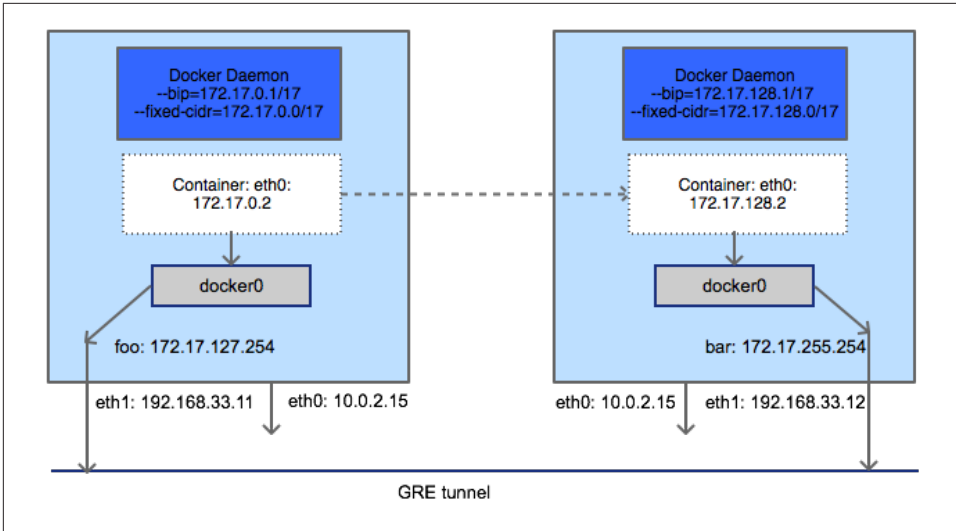 Docker Daemon
--bip=172.17.0.1/17
--fixed-cidr=172.17.0.0/17
Container: eth0:
172.17.0.2
docker0
foo: 172.17.127.254
eth1: 192.168.33.11
eth0: 10.0.2.15
Docker Daemon
--bip=172.17.128.1/17
--fixed-cidr=172.17.128.0/17
Container: eth0:
172.17.128.2
docker0
bar: 172.17.255.254
eth0: 10.0.2.15
eth1: 192.168.33.12
GRE tunnel